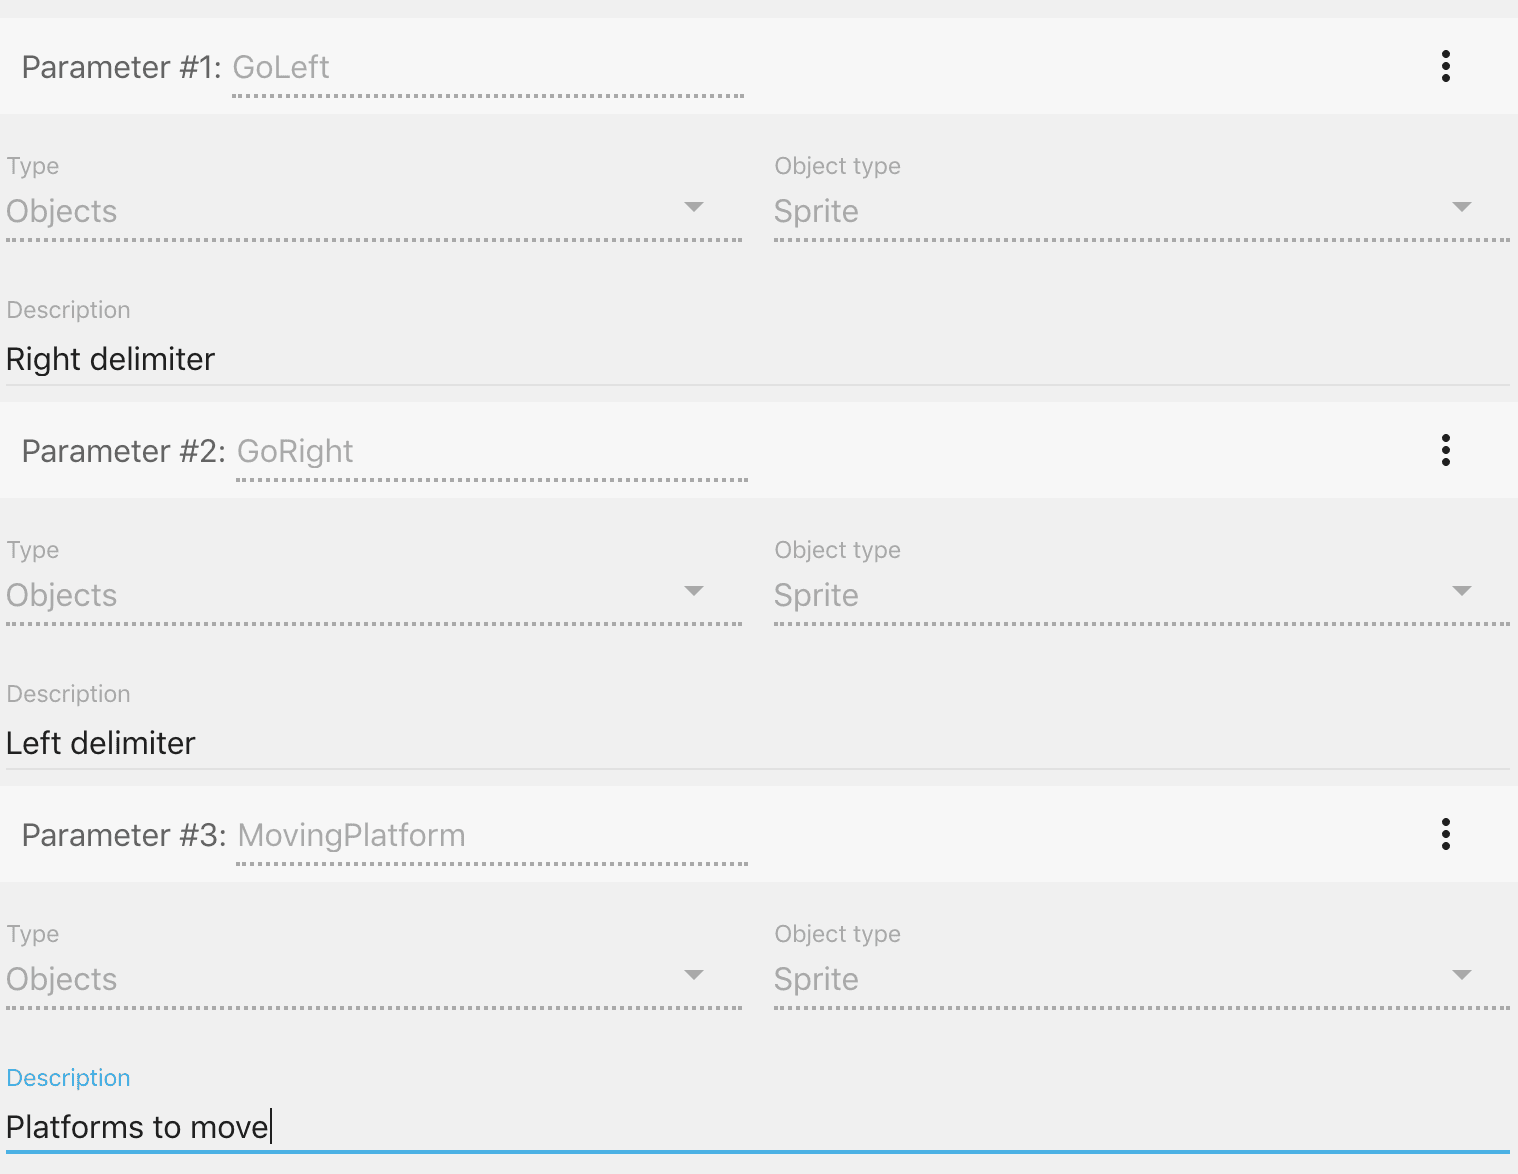 Parameter #1: GoLeft
Type Object type
Objects Sprite
Description
Right delimiter
Parameter #2: GoRight
Type Object type
Objects Sprite
Description
Left delimiter
Parameter #3: MovingPlatform
Type Object type
Objects Sprite
Description
Platforms to move